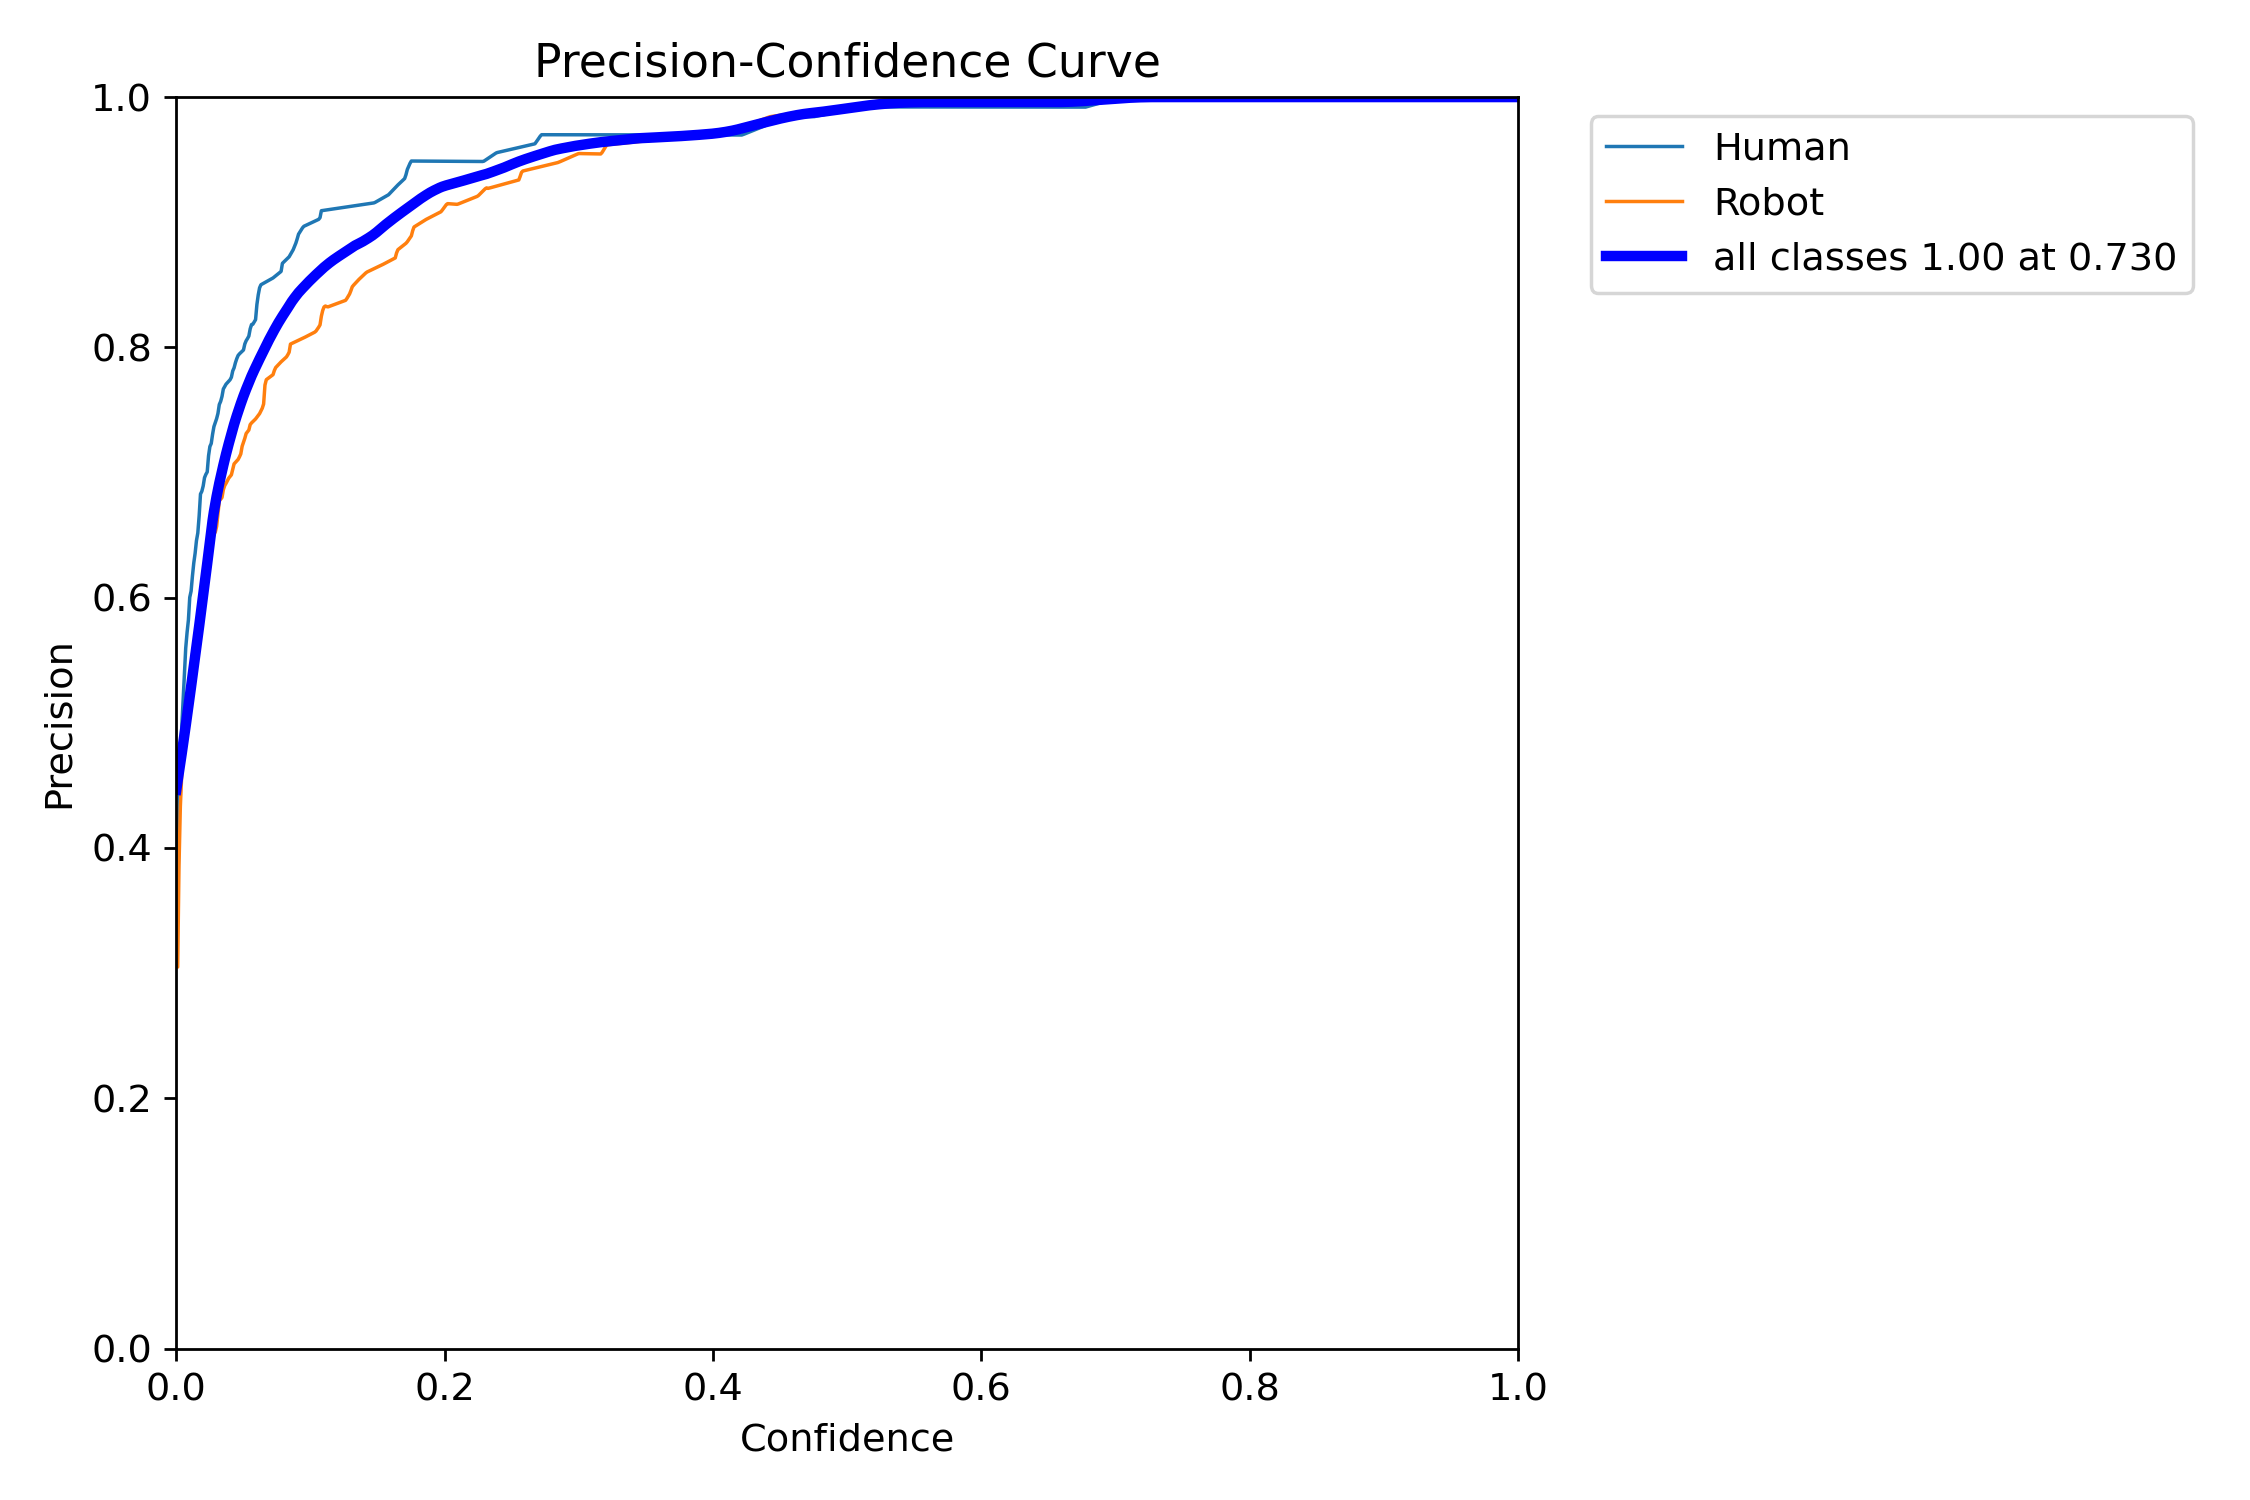 Precision-Confidence Curve
1.0
0.8
0.6
0.4
0.2
0.0
Precision
0.0 0.2 0.4 0.6 0.8 1.0
Confidence
Human
Robot
all classes 1.00 at 0.730